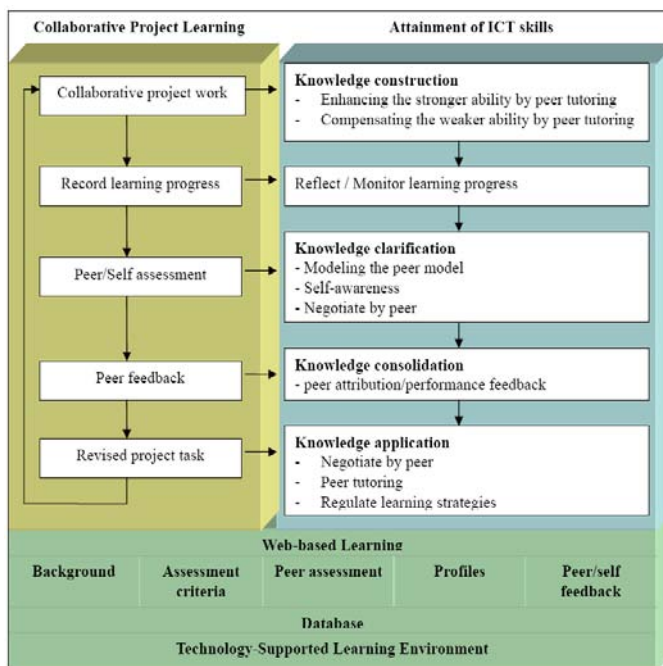 Collaborative Project Learning
Attainment of ICT skills
Collaborative project work
Record learning progress
Peer/Self assessment
Peer feedback
Revised project task
Knowledge construction
- Enhancing the stronger ability by peer tutoring
- Compensating the weaker ability by peer tutoring
Reflect / Monitor learning progress
Knowledge clarification
- Modeling the peer model
- Self-awareness
- Negotiate by peer
Knowledge consolidation
- peer attribution/performance feedback
Knowledge application
- Negotiate by peer
- Peer tutoring
- Regulate learning strategies
Web-based Learning
Background
Assessment
criteria
Peer assessment
Profiles
Peer/self
feedback
Database
Technology-Supported Learning Environment